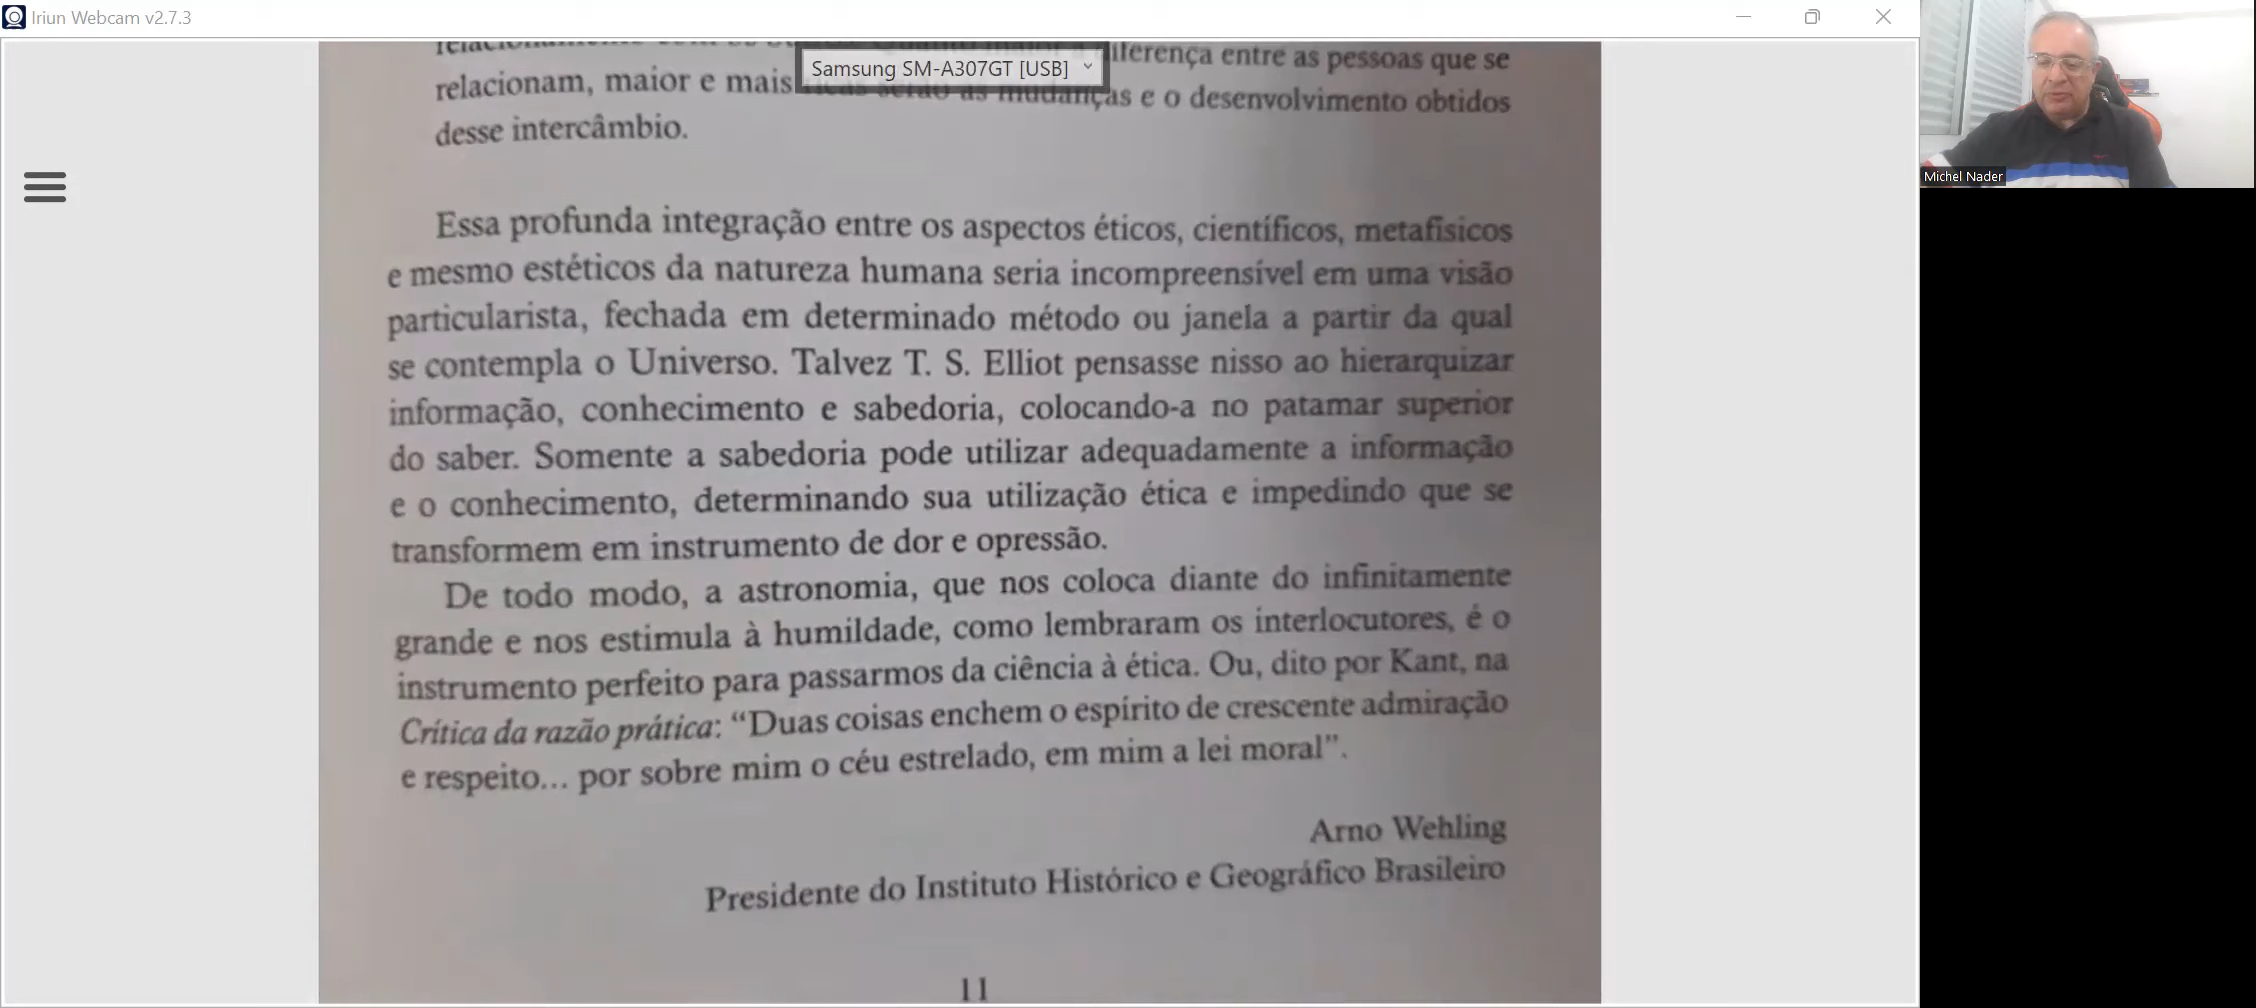 Iriun Webcam v2.7.3
Samsung SM-A307GT [USB]
diferença entre as pessoas que se
relacionam, maior e mais ricas serão as mudanças e o desenvolvimento obtidos
desse intercâmbio.
Essa profunda integração entre os aspectos éticos, científicos, metafísicos
e mesmo estéticos da natureza humana seria incompreensível em uma visão
particularista, fechada em determinado método ou janela a partir da qual
se contempla o Universo. Talvez T. S. Elliot pensasse nisso ao hierarquizar
informação, conhecimento e sabedoria, colocando-a no patamar superior
do saber. Somente a sabedoria pode utilizar adequadamente a informação
e o conhecimento, determinando sua utilização ética e impedindo que se
transformem em instrumento de dor e opressão.
De todo modo, a astronomia, que nos coloca diante do infinitamente
grande e nos estimula à humildade, como lembraram os interlocutores, é o
instrumento perfeito para passarmos da ciência à ética. Ou, dito por Kant, na
Crítica da razão prática: “Duas coisas enchem o espírito de crescente admiração
e respeito... por sobre mim o céu estrelado, em mim a lei moral”.
Arno Wehling
Presidente do Instituto Histórico e Geográfico Brasileiro
11
Michel Nader